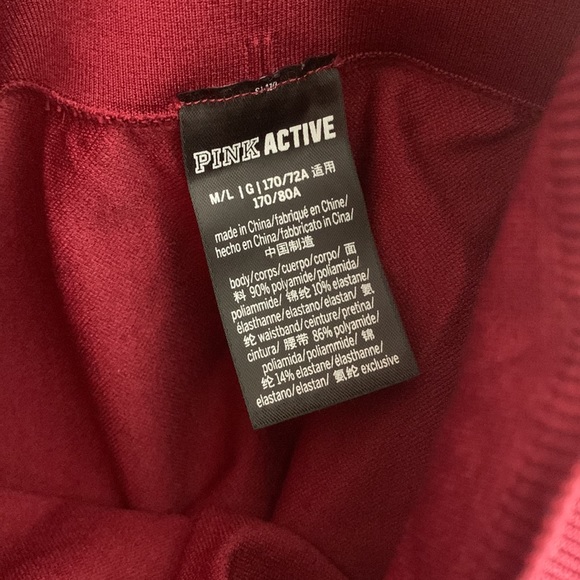 PINK ACTIVE
M/L | G | 170/72A 适用
170/80A
made in China/fabriqué en Chine/
hecho en China/fabbricato in Cina/
中国制造
body/corps/cuerpo/corpo/ 面
料 90% polyamide/poliamida/
poliammide/ 锦纶 10% elastane/
élasthanne/elastano/elastan/ 氨
纶 waistband/ceinture/pretina/
cintura/ 腰带 86% polyamide/
poliamida/poliammide/ 锦
纶 14% elastane/élasthanne/
elastano/elastan/ 氨纶 exclusive